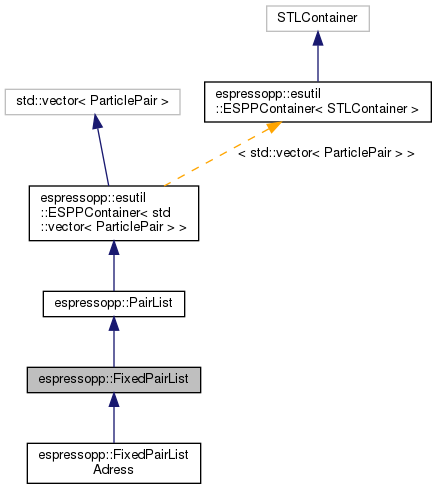 STLContainer
espressopp::esutil
::ESPPContainer< STLContainer >
std::vector< ParticlePair >
< std::vector< ParticlePair > >
espressopp::esutil
::ESPPContainer< std
::vector< ParticlePair > >
espressopp::PairList
espressopp::FixedPairList
espressopp::FixedPairList
Adress